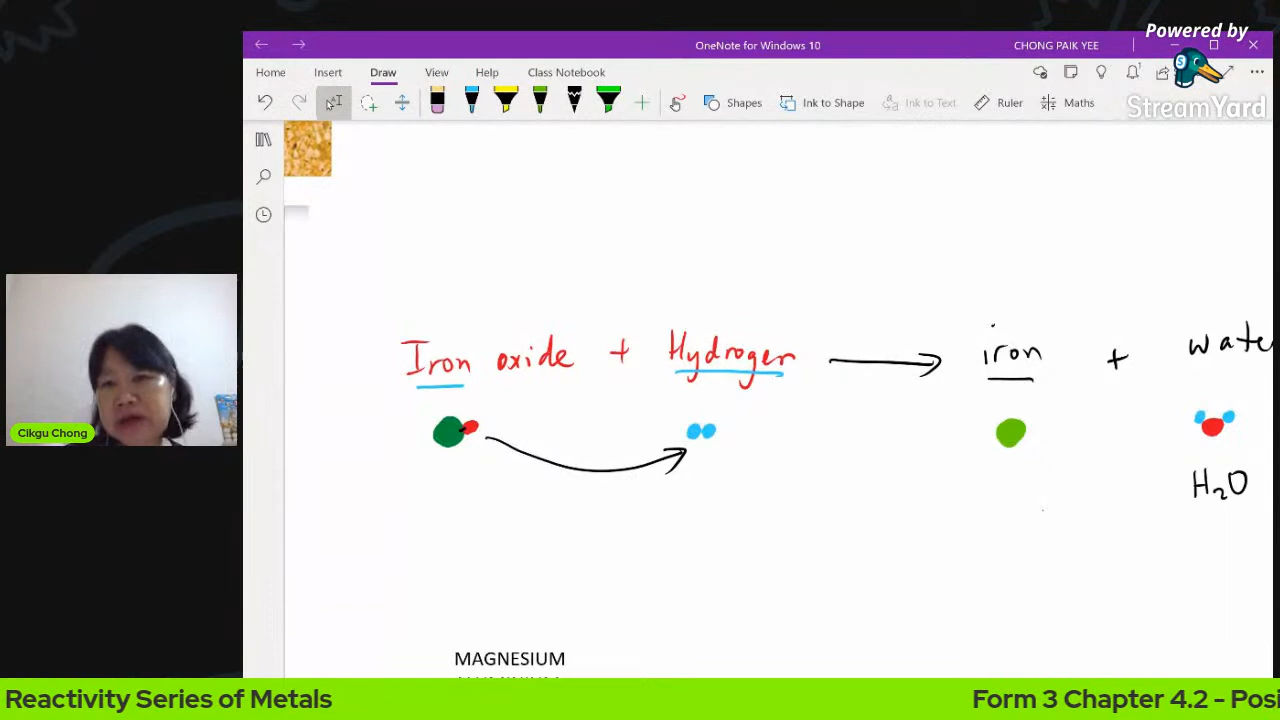 Powered by
StreamYard
OneNote for Windows 10
CHONG PAIK YEE
Home Insert Draw View Help Class Notebook
Shapes Ink to Shape Ink to Text Ruler Maths
Iron oxide + Hydrogen → iron + wate
H₂O
Cikgu Chong
MAGNESIUM
Reactivity Series of Metals
Form 3 Chapter 4.2 - Posi